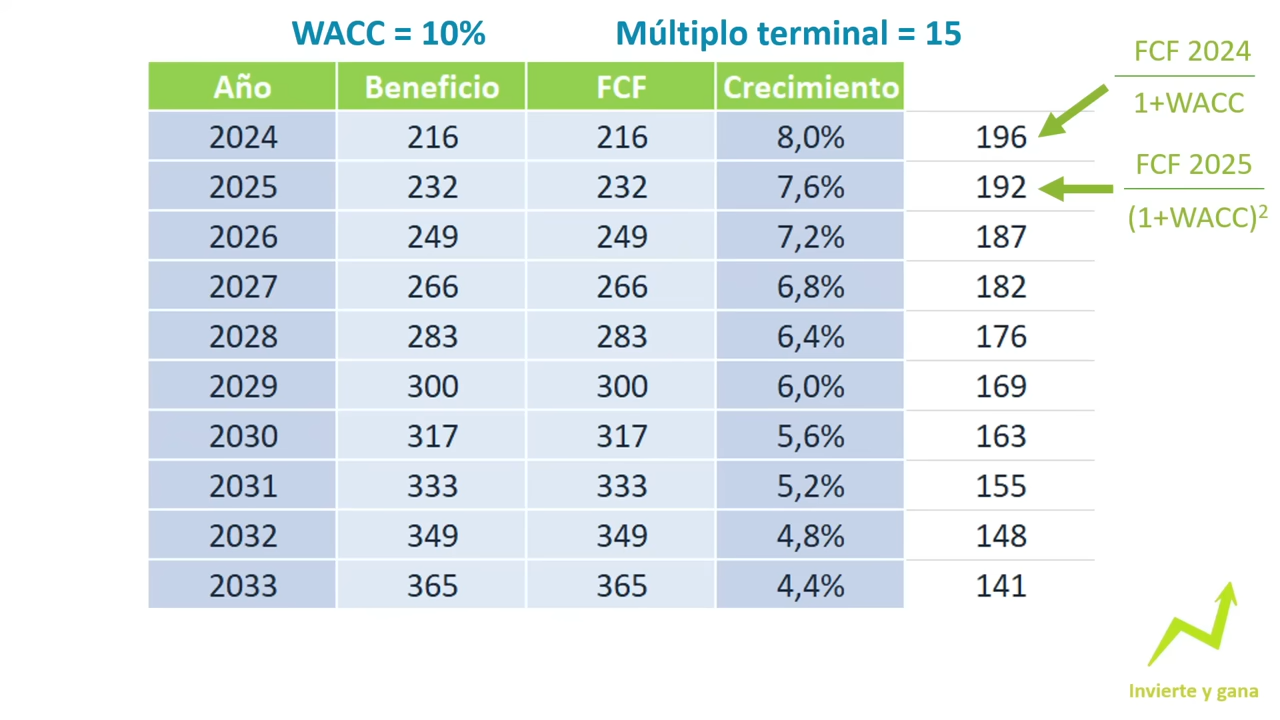 WACC = 10% Múltiplo terminal = 15
Año Beneficio FCF Crecimiento
2024 216 216 8,0% 196
2025 232 232 7,6% 192
2026 249 249 7,2% 187
2027 266 266 6,8% 182
2028 283 283 6,4% 176
2029 300 300 6,0% 169
2030 317 317 5,6% 163
2031 333 333 5,2% 155
2032 349 349 4,8% 148
2033 365 365 4,4% 141
FCF 2024
1+WACC
FCF 2025
(1+WACC)²
Invierte y gana